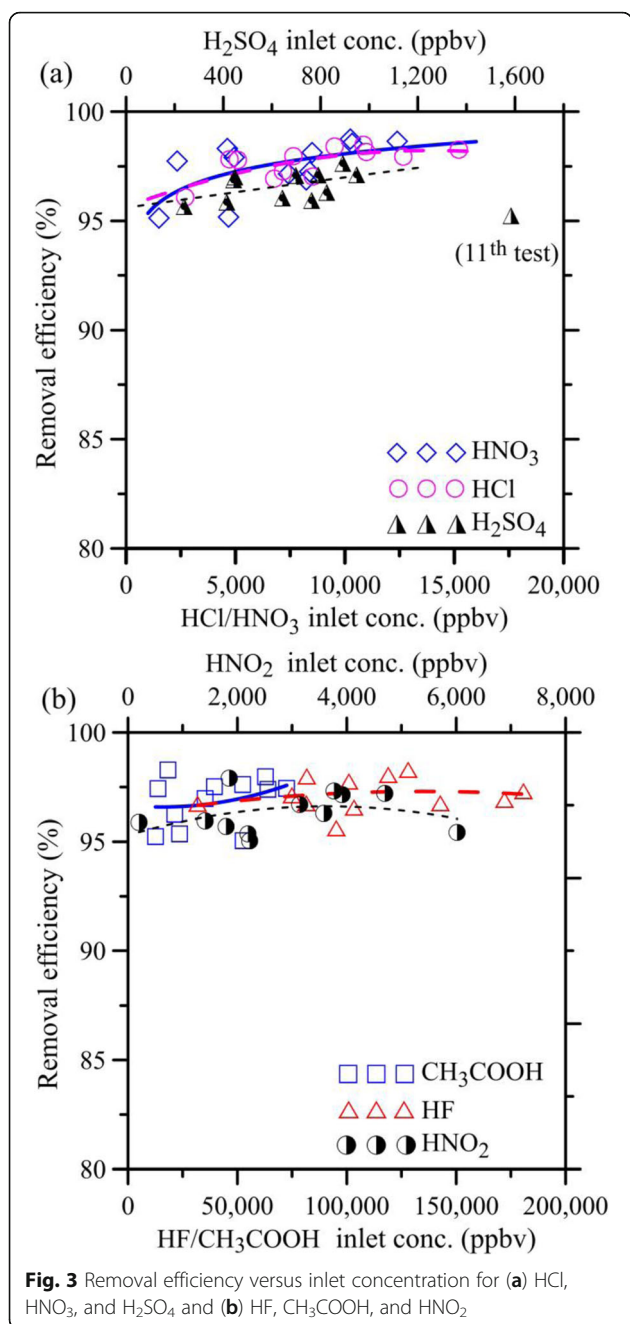 H₂SO₄ inlet conc. (ppbv)
(a) 0 400 800 1200 1600
100
95
90
85
80
Removal efficiency (%)
(11th test)
HNO₃
HCl
H₂SO₄
0 5,000 10,000 15,000 20,000
HCl/HNO₃ inlet conc. (ppbv)
HNO₂ inlet conc. (ppbv)
(b) 0 2,000 4,000 6,000 8,000
100
95
90
85
80
Removal efficiency (%)
CH₃COOH
HF
HNO₂
0 50,000 100,000 150,000 200,000
HF/CH₃COOH inlet conc. (ppbv)
Fig. 3 Removal efficiency versus inlet concentration for (a) HCl,
HNO₃, and H₂SO₄ and (b) HF, CH₃COOH, and HNO₂